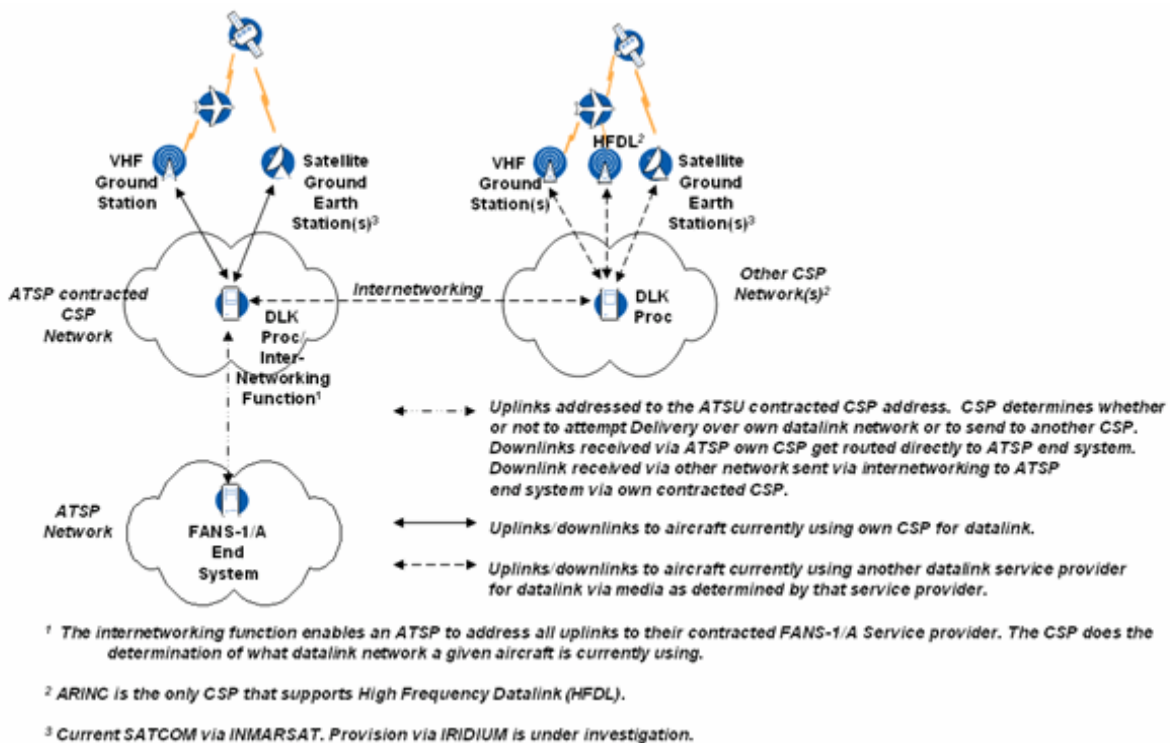 VHF
Ground
Station
Satellite
Ground
Earth
Station(s)³
HFDL²
VHF
Ground
Station(s)
Satellite
Ground
Earth
Station(s)³
ATSP contracted
CSP
Network
DLK
Proc/
Inter-
Networking
Function¹
Internetworking
DLK
Proc
Other CSP
Network(s)²
ATSP
Network
FANS-1/A
End
System
Uplinks addressed to the ATSU contracted CSP address. CSP determines whether
or not to attempt Delivery over own datalink network or to send to another CSP.
Downlinks received via ATSP own CSP get routed directly to ATSP end system.
Downlink received via other network sent via internetworking to ATSP
end system via own contracted CSP.
Uplinks/downlinks to aircraft currently using own CSP for datalink.
Uplinks/downlinks to aircraft currently using another datalink service provider
for datalink via media as determined by that service provider.
¹ The internetworking function enables an ATSP to address all uplinks to their contracted FANS-1/A Service provider. The CSP does the
determination of what datalink network a given aircraft is currently using.
² ARINC is the only CSP that supports High Frequency Datalink (HFDL).
³ Current SATCOM via INMARSAT. Provision via IRIDIUM is under investigation.